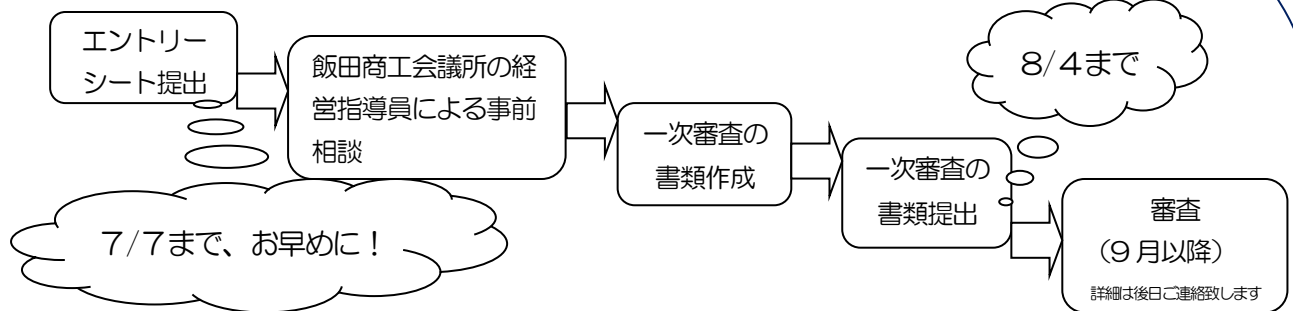 エントリー
シート提出
飯田商工会議所の経
営指導員による事前
相談
7/7まで、お早めに！
一次審査の
書類作成
一次審査の
書類提出
8/4まで
審査
（9月以降）
詳細は後日ご連絡致します